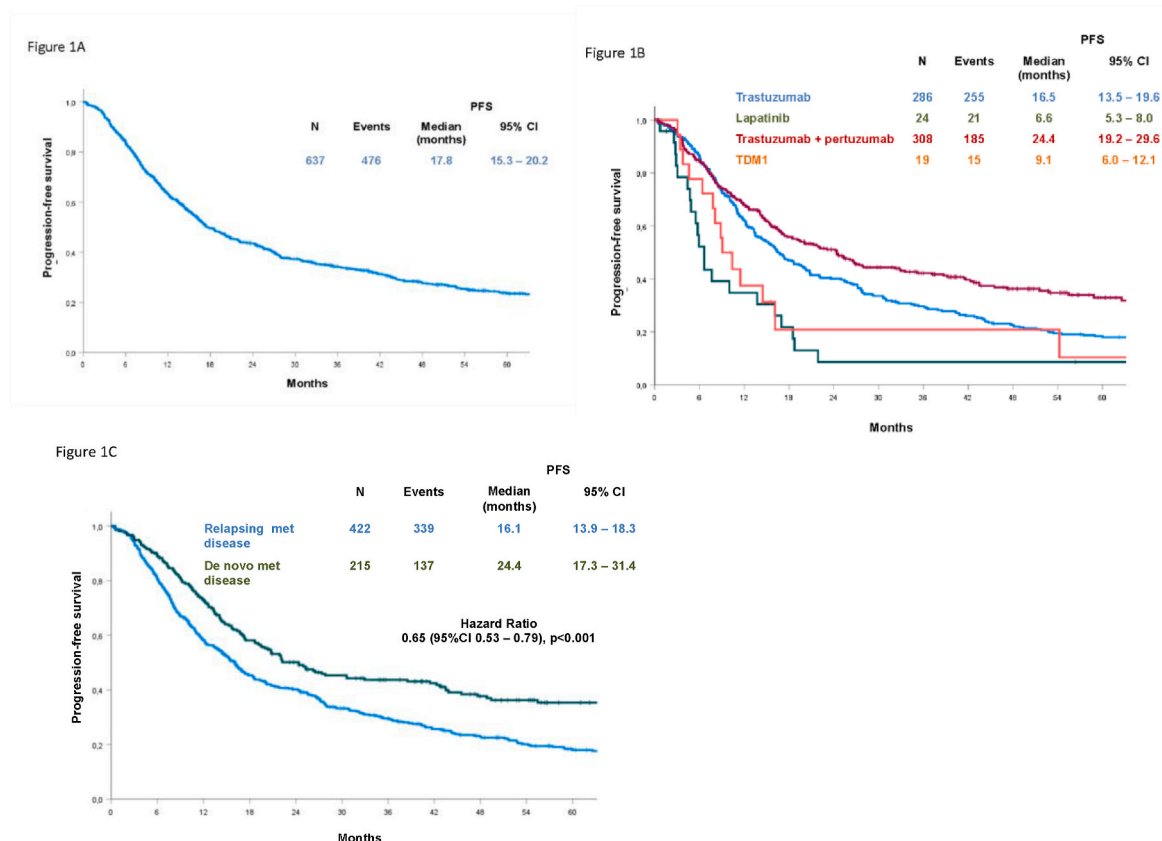 Figure 1A
PFS
N Events Median (months) 95% CI
637 476 17.8 15.3 – 20.2
Progression-free survival
1,0
0,8
0,6
0,4
0,2
0,0
0 6 12 18 24 30 36 42 48 54 60
Months
Figure 1B
PFS
N Events Median (months) 95% CI
Trastuzumab 286 255 16.5 13.5 – 19.6
Lapatinib 24 21 6.6 5.3 – 8.0
Trastuzumab + pertuzumab 308 185 24.4 19.2 – 29.6
TDM1 19 15 9.1 6.0 – 12.1
Progression-free survival
1,0
0,8
0,6
0,4
0,2
0,0
0 6 12 18 24 30 36 42 48 54 60
Months
Figure 1C
PFS
N Events Median (months) 95% CI
Relapsing met disease 422 339 16.1 13.9 – 18.3
De novo met disease 215 137 24.4 17.3 – 31.4
Hazard Ratio
0.65 (95%CI 0.53 – 0.79), p<0.001
Progression-free survival
1,0
0,8
0,6
0,4
0,2
0,0
0 6 12 18 24 30 36 42 48 54 60
Months